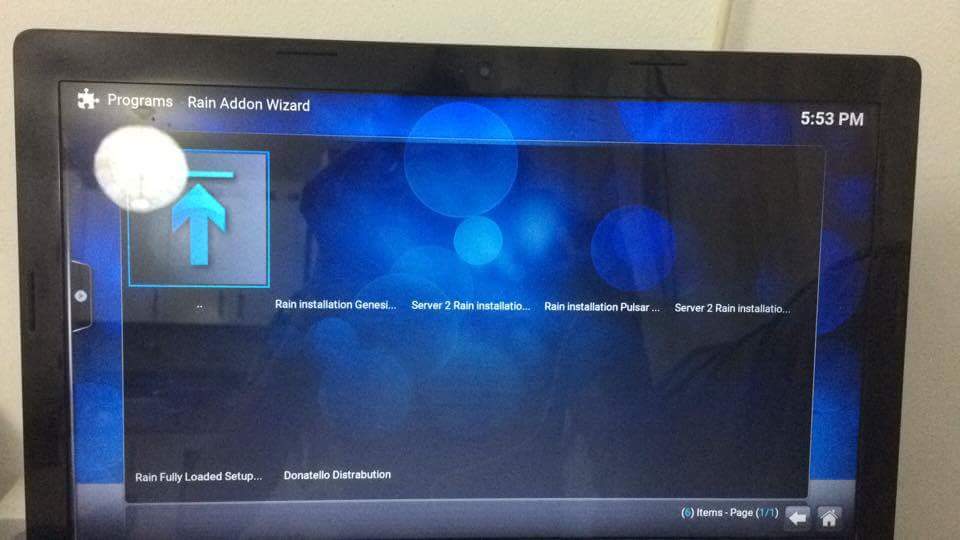 Programs - Rain Addon Wizard
5:53 PM
..
Rain installation Genesi...
Server 2 Rain installatio...
Rain installation Pulsar ...
Server 2 Rain installatio...
Rain Fully Loaded Setup...
Donatello Distrabution
(6) Items - Page (1/1)